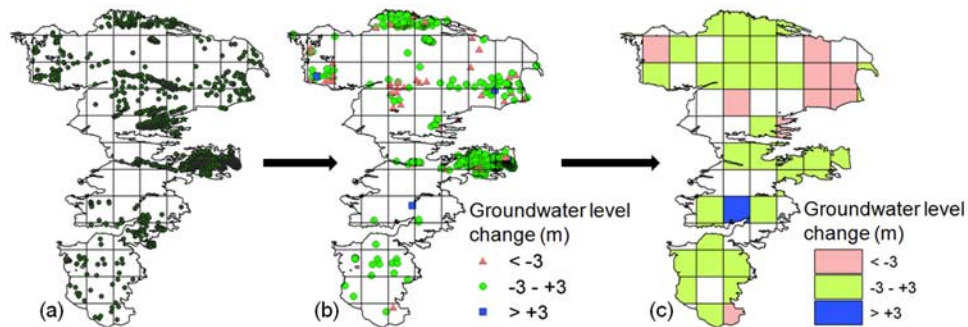 (a)
(b)
Groundwater level
change (m)
< -3
-3 - +3
> +3
(c)
Groundwater level
change (m)
< -3
-3 - +3
> +3